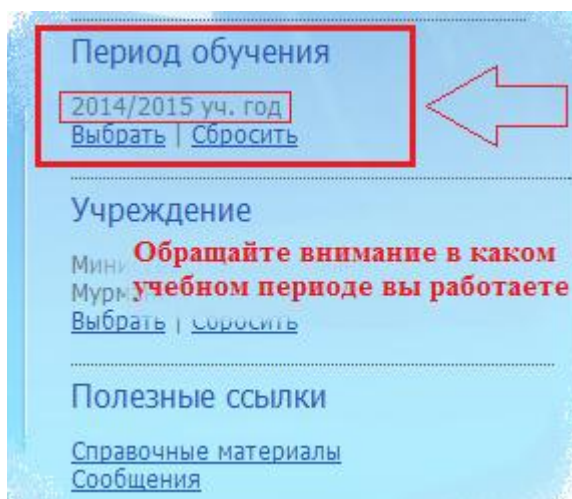 Период обучения
2014/2015 уч. год
Выбрать | Сбросить
Учреждение
Обращайте внимание в каком
учебном периоде вы работаете
Выбрать | Сбросить
Полезные ссылки
Справочные материалы
Сообщения